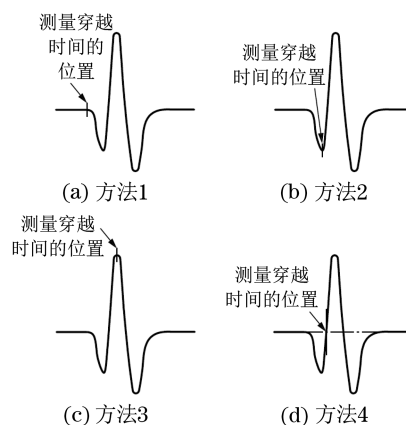 测量穿越
时间的
位置
(a) 方法1
测量穿越
时间的位置
(b) 方法2
测量穿越
时间的位置
(c) 方法3
测量穿越
时间的位置
(d) 方法4